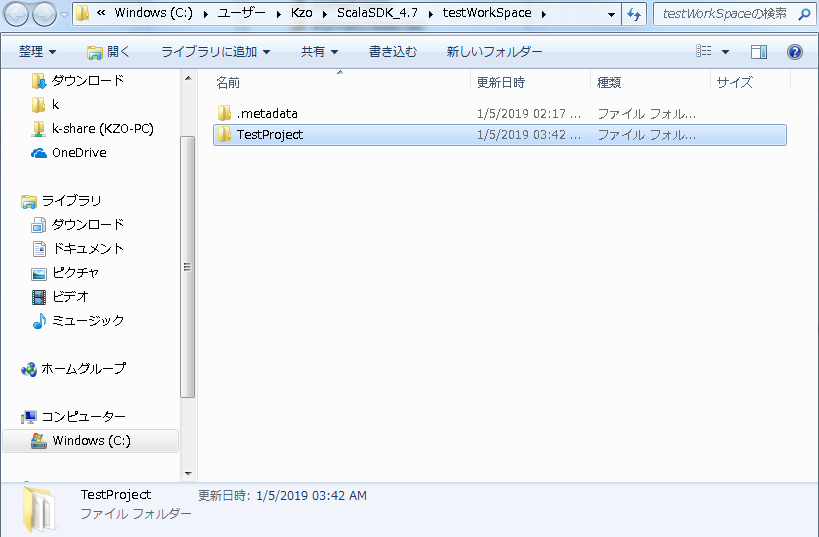 « Windows (C:) ▸ ユーザー ▸ Kzo ▸ ScalaSDK_4.7 ▸ testWorkSpace ▸
testWorkSpaceの検索
整理 開く ライブラリに追加 共有 書き込む 新しいフォルダー
ダウンロード
k
k-share (KZO-PC)
OneDrive
ライブラリ
ダウンロード
ドキュメント
ピクチャ
ビデオ
ミュージック
ホームグループ
コンピューター
Windows (C:)
名前 更新日時 種類 サイズ
.metadata 1/5/2019 02:17 ... ファイル フォル...
TestProject 1/5/2019 03:42 ... ファイル フォル...
TestProject 更新日時: 1/5/2019 03:42 AM
ファイル フォルダー